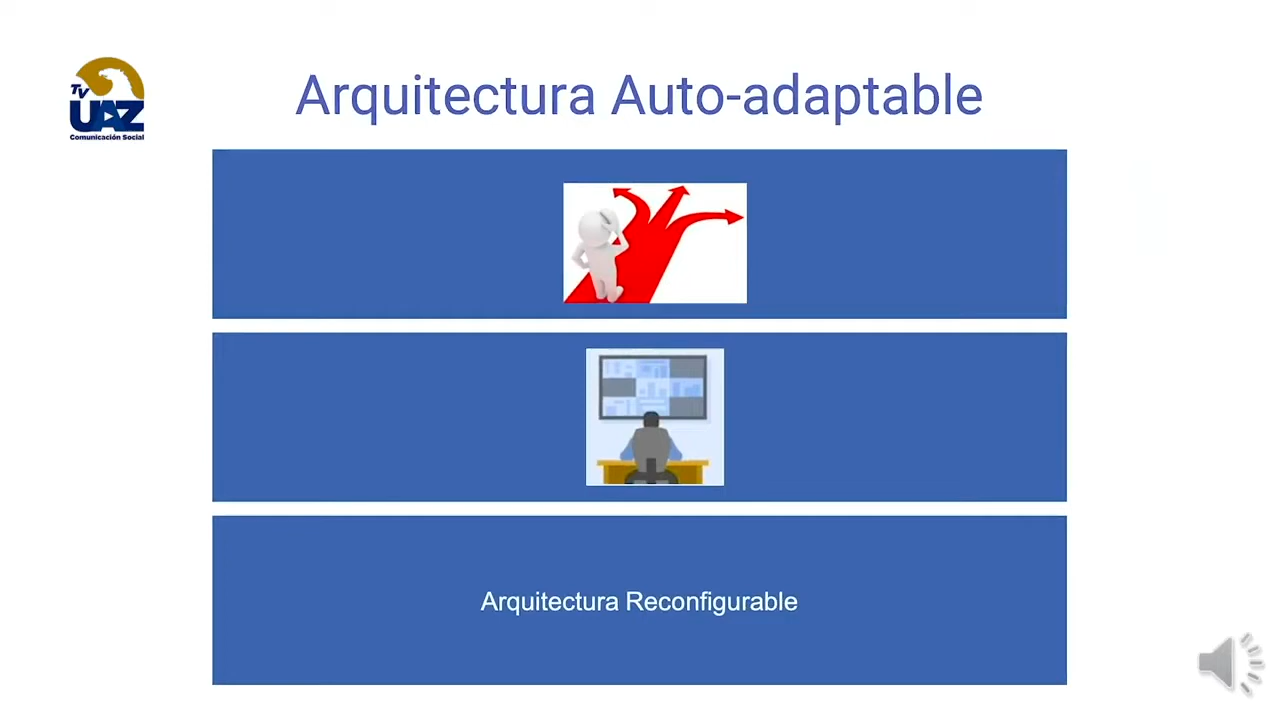 Arquitectura Auto-adaptable
TV
UAZ
Comunicación Social
Arquitectura Reconfigurable